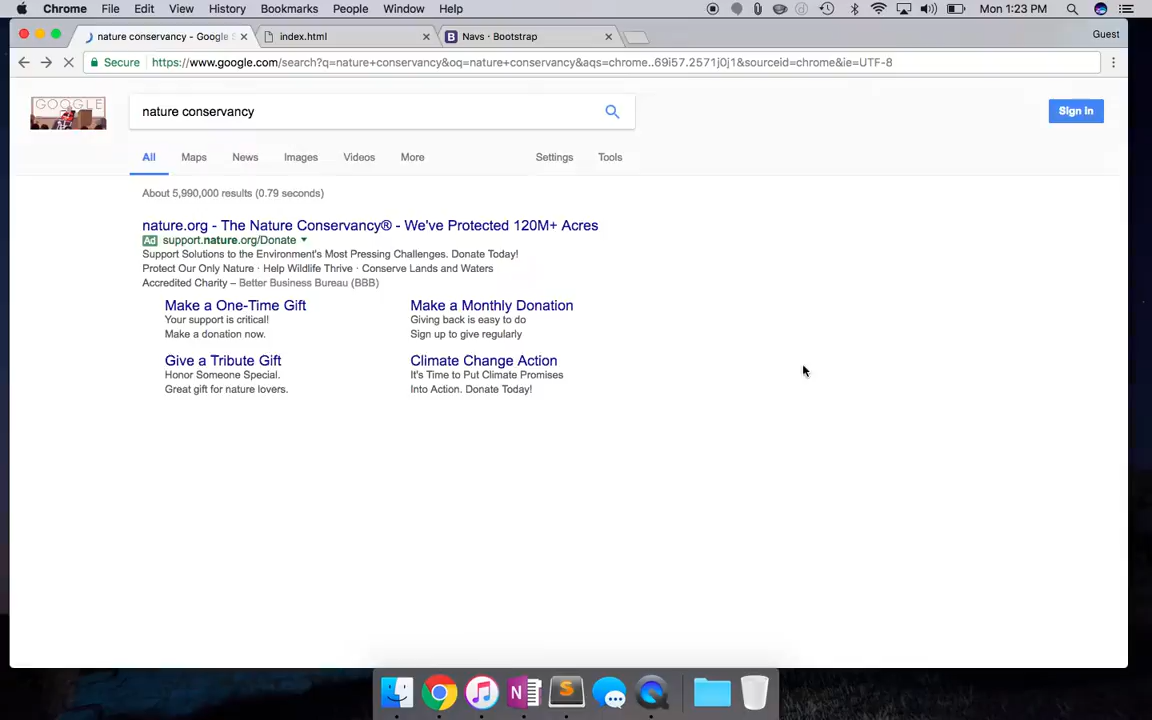 Chrome File Edit View History Bookmarks People Window Help Mon 1:23 PM
nature conservancy - Google S index.html Navs · Bootstrap Guest
Secure https://www.google.com/search?q=nature+conservancy&oq=nature+conservancy&aqs=chrome..69i57.2571j0j1&sourceid=chrome&ie=UTF-8
GOOGLE
nature conservancy
Sign in
All Maps News Images Videos More Settings Tools
About 5,990,000 results (0.79 seconds)
nature.org - The Nature Conservancy® - We've Protected 120M+ Acres
Ad support.nature.org/Donate
Support Solutions to the Environment's Most Pressing Challenges. Donate Today!
Protect Our Only Nature · Help Wildlife Thrive · Conserve Lands and Waters
Accredited Charity – Better Business Bureau (BBB)
Make a One-Time Gift Make a Monthly Donation
Your support is critical! Giving back is easy to do
Make a donation now. Sign up to give regularly
Give a Tribute Gift Climate Change Action
Honor Someone Special. It's Time to Put Climate Promises
Great gift for nature lovers. Into Action. Donate Today!